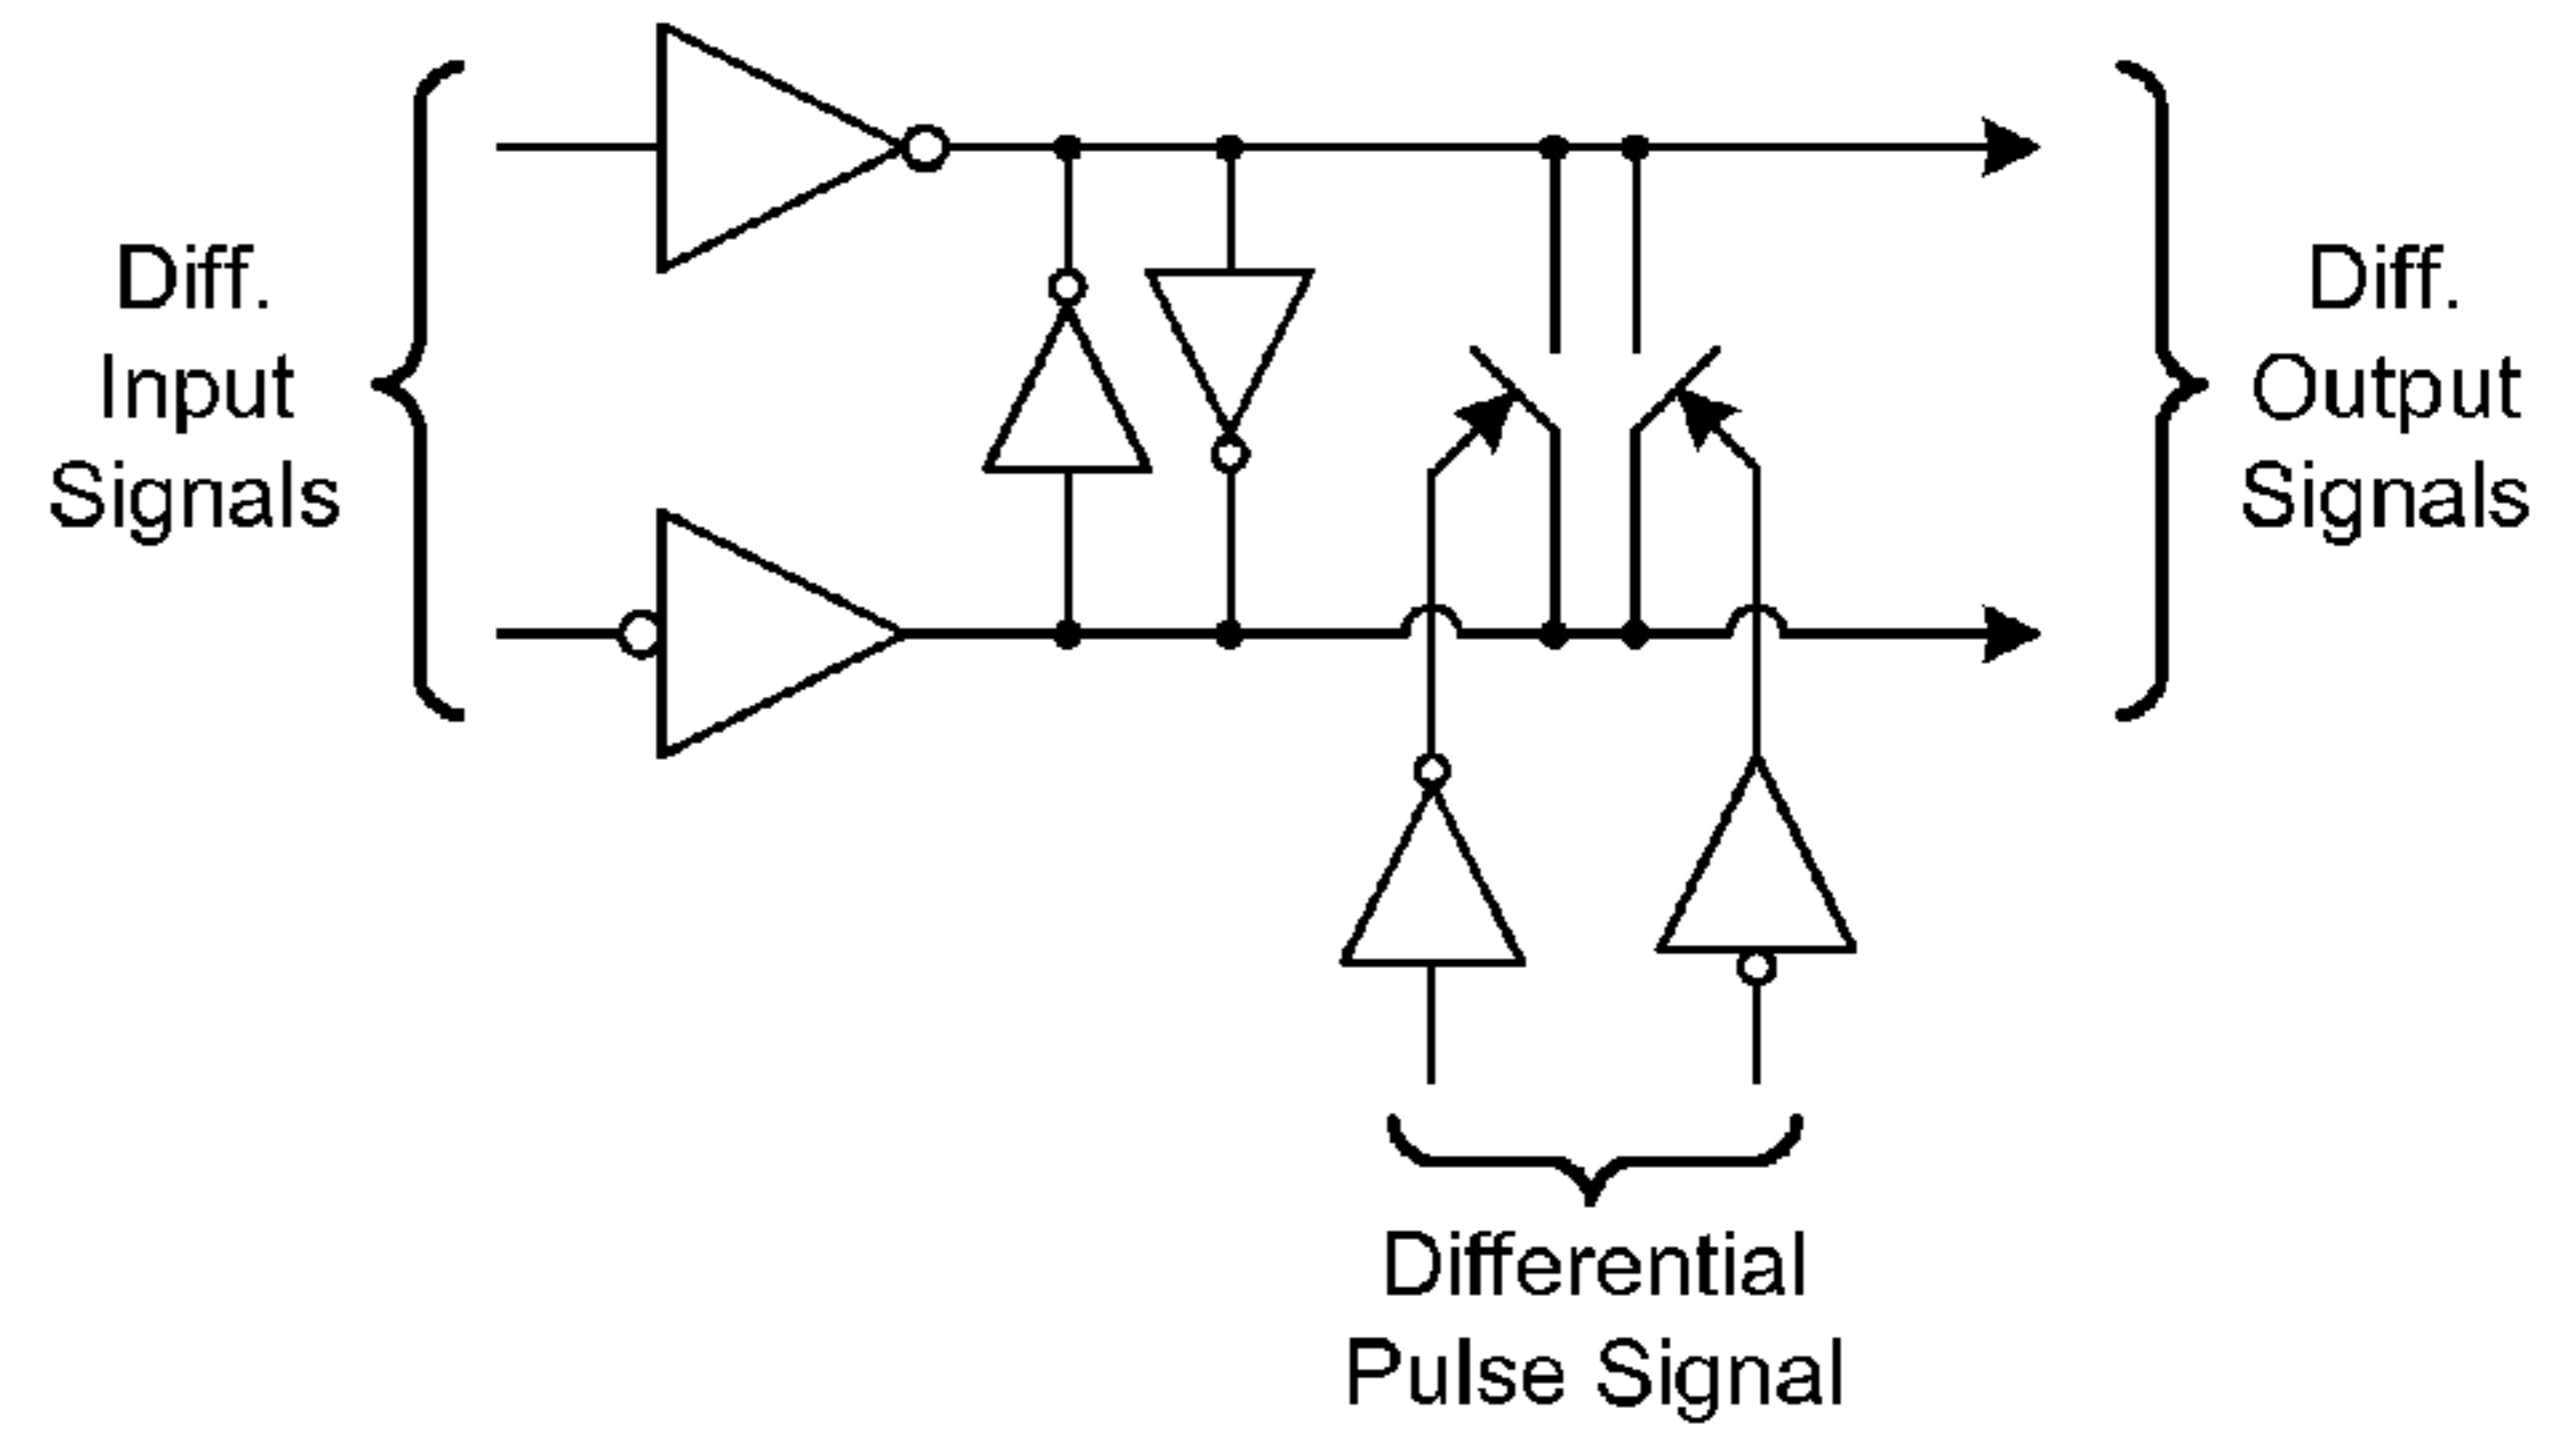 Diff.
Input
Signals
Diff.
Output
Signals
Differential
Pulse Signal